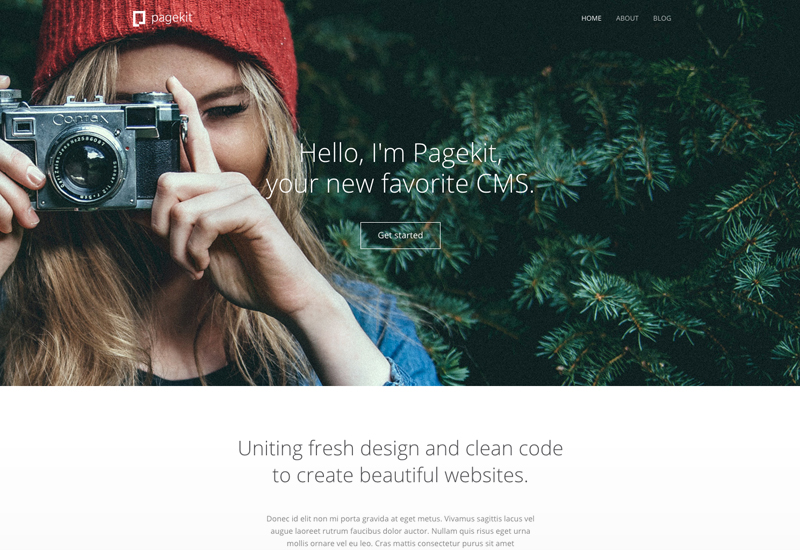 pagekit
HOME ABOUT BLOG
Contax
Hello, I'm Pagekit,
your new favorite CMS.
Get started
Uniting fresh design and clean code
to create beautiful websites.
Donec id elit non mi porta gravida at eget metus. Vivamus sagittis lacus vel
augue laoreet rutrum faucibus dolor auctor. Nullam quis risus eget urna
mollis ornare vel eu leo. Cras mattis consectetur purus sit amet